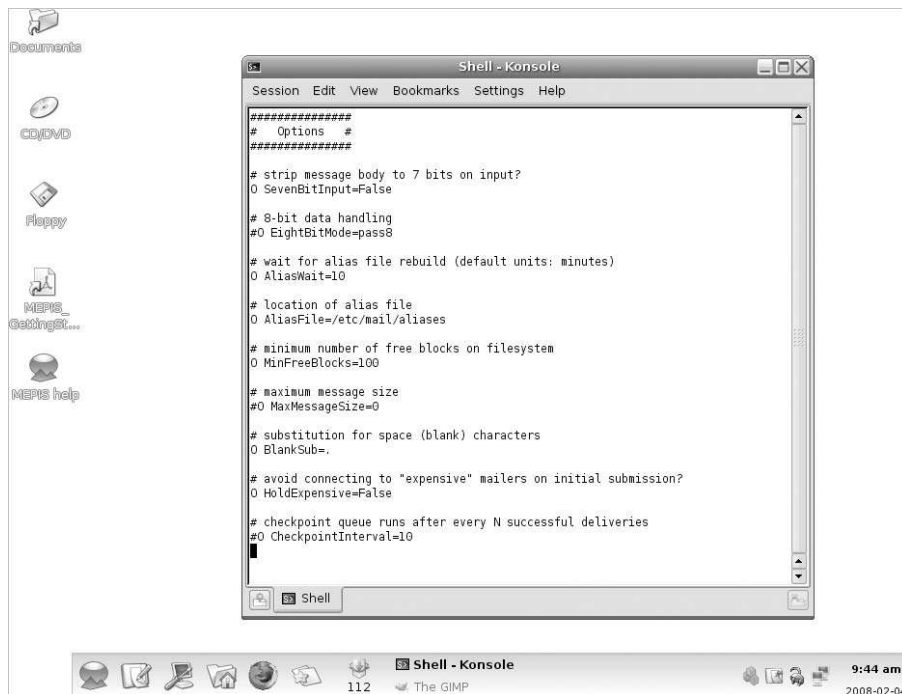 Documents
CD/DVD
Floppy
MEPIS_
GettingSt...
MEPIS help
Shell - Konsole
Session Edit View Bookmarks Settings Help
###############
#   Options   #
###############
# strip message body to 7 bits on input?
O SevenBitInput=False
# 8-bit data handling
#O EightBitMode=pass8
# wait for alias file rebuild (default units: minutes)
O AliasWait=10
# location of alias file
O AliasFile=/etc/mail/aliases
# minimum number of free blocks on filesystem
O MinFreeBlocks=100
# maximum message size
#O MaxMessageSize=0
# substitution for space (blank) characters
O BlankSub=.
# avoid connecting to "expensive" mailers on initial submission?
O HoldExpensive=False
# checkpoint queue runs after every N successful deliveries
#O CheckpointInterval=10
Shell
112
Shell - Konsole
The GIMP
9:44 am
2008-02-0